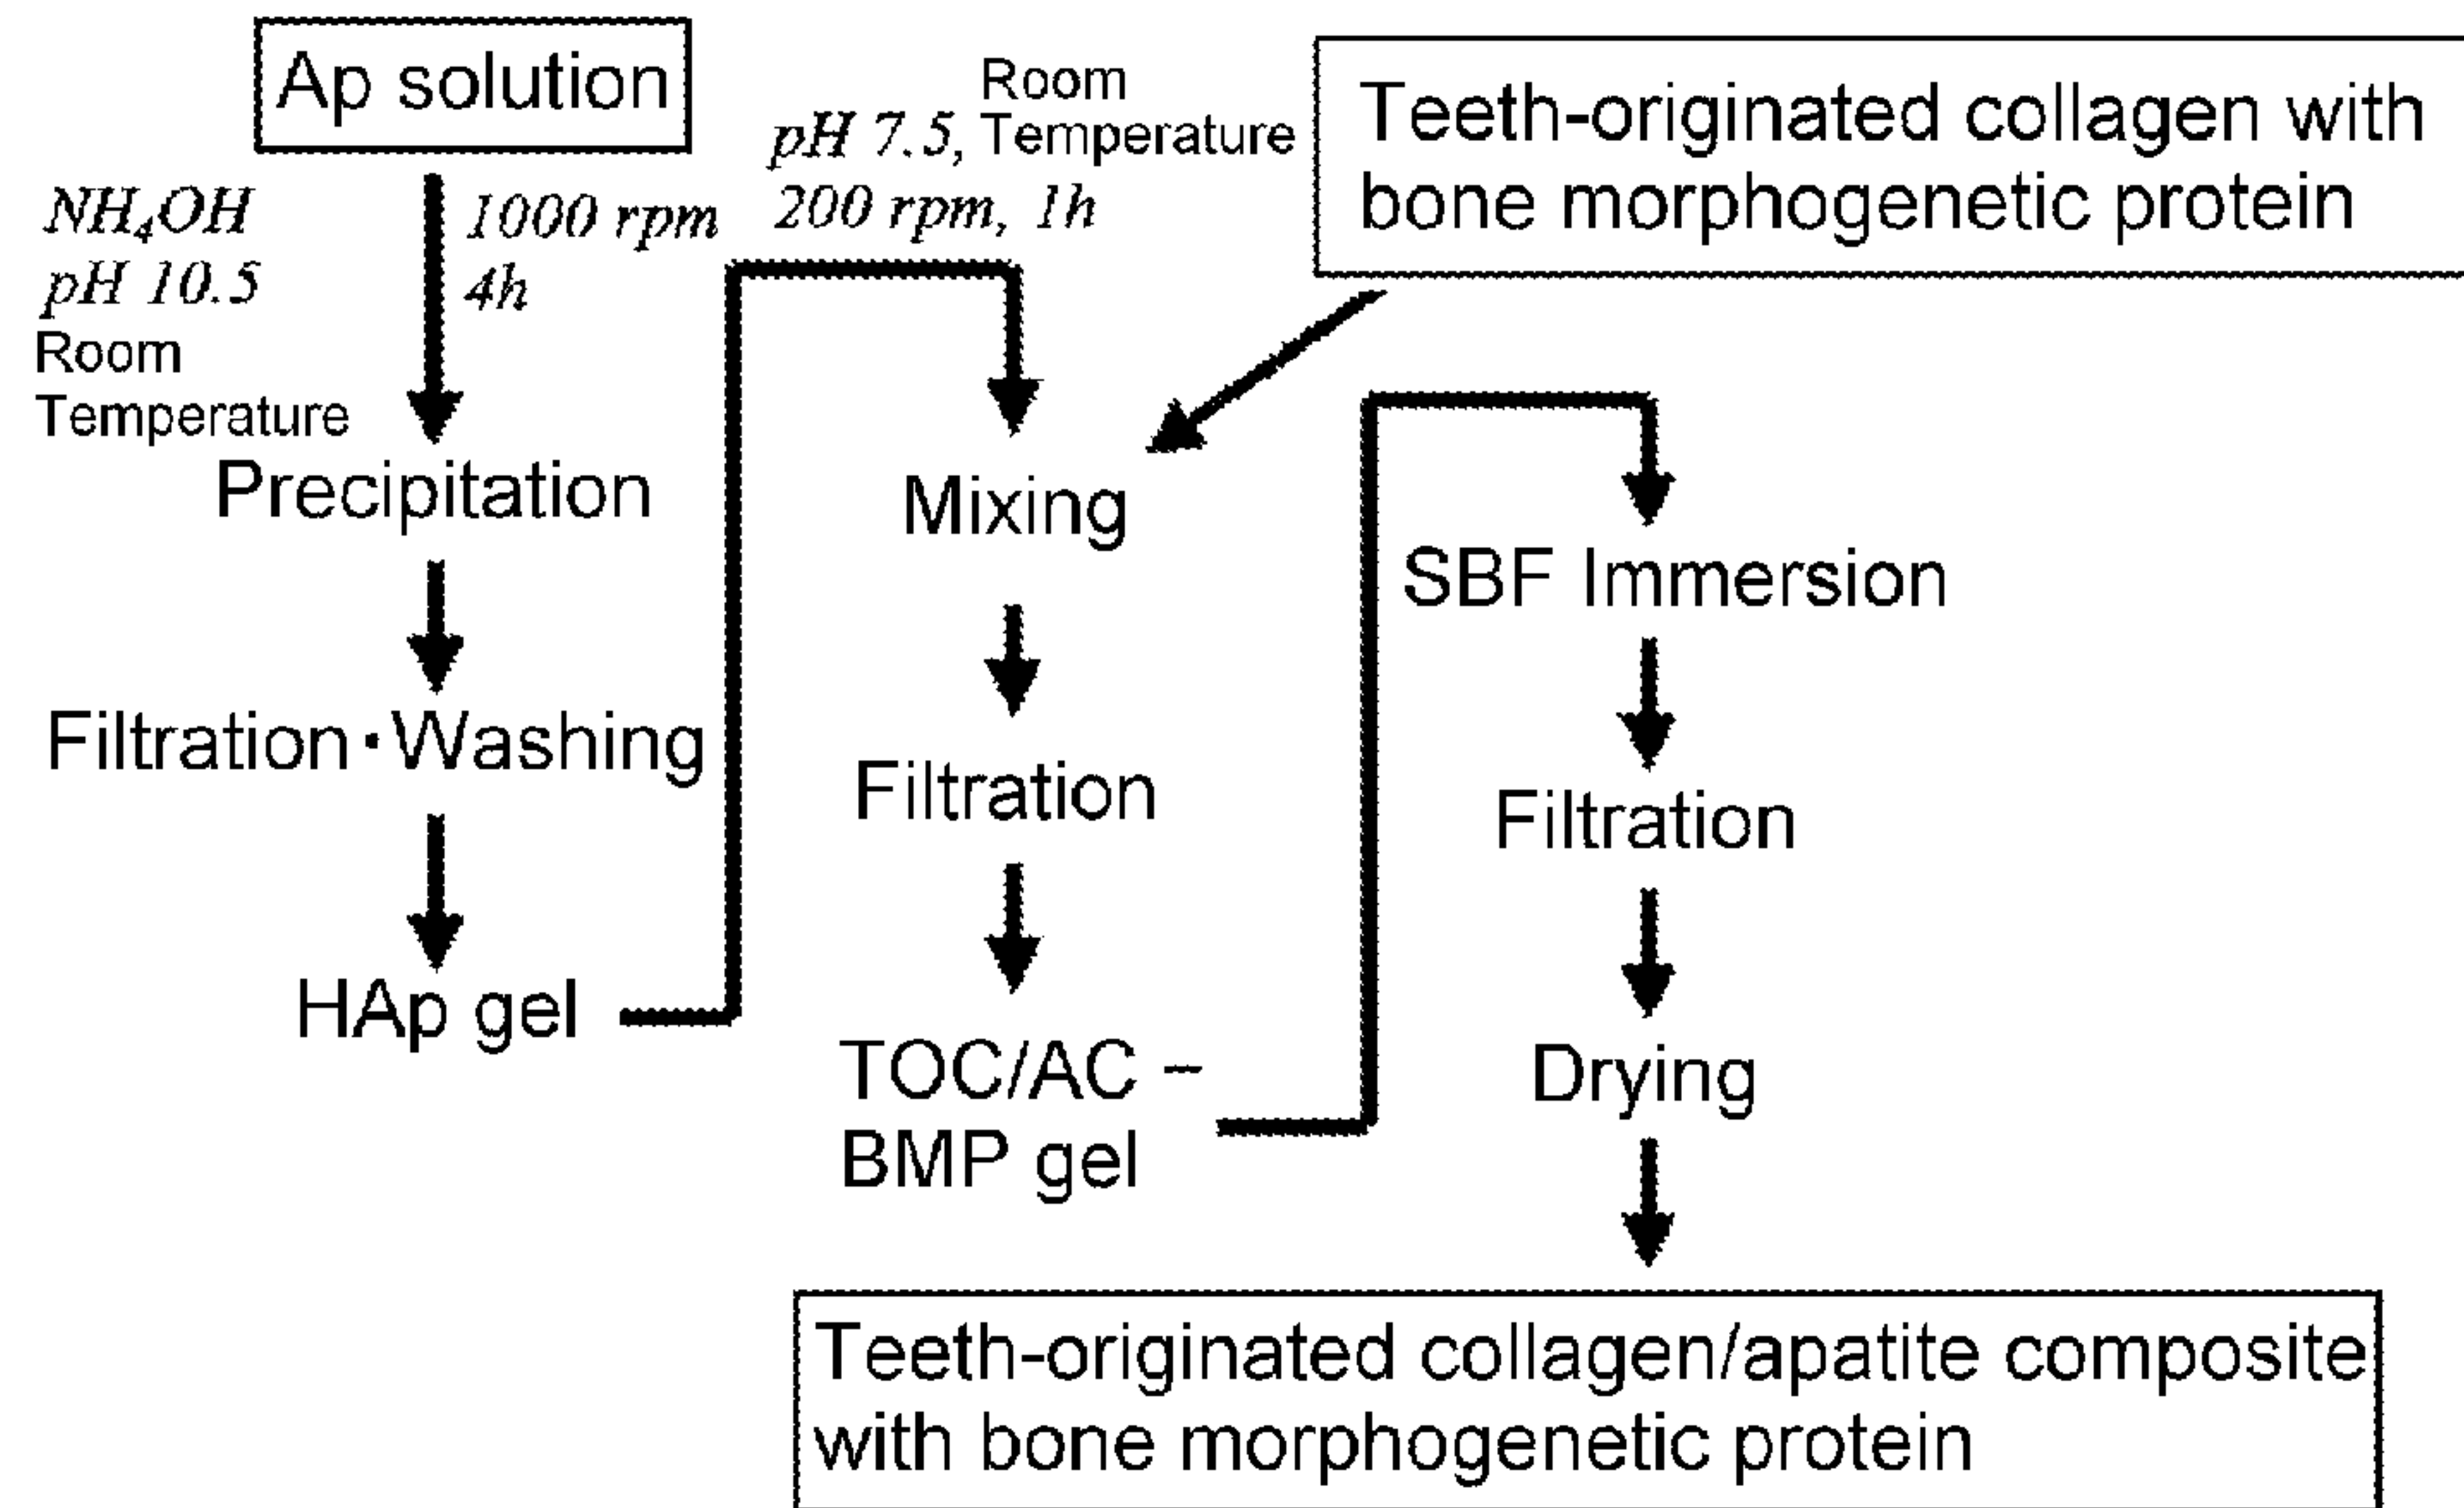 Ap solution
NH₄OH
pH 10.5
Room
Temperature
1000 rpm
4h
Precipitation
Filtration·Washing
HAp gel
Room
pH 7.5, Temperature
200 rpm, 1h
Teeth-originated collagen with
bone morphogenetic protein
Mixing
Filtration
TOC/AC –
BMP gel
SBF Immersion
Filtration
Drying
Teeth-originated collagen/apatite composite
with bone morphogenetic protein